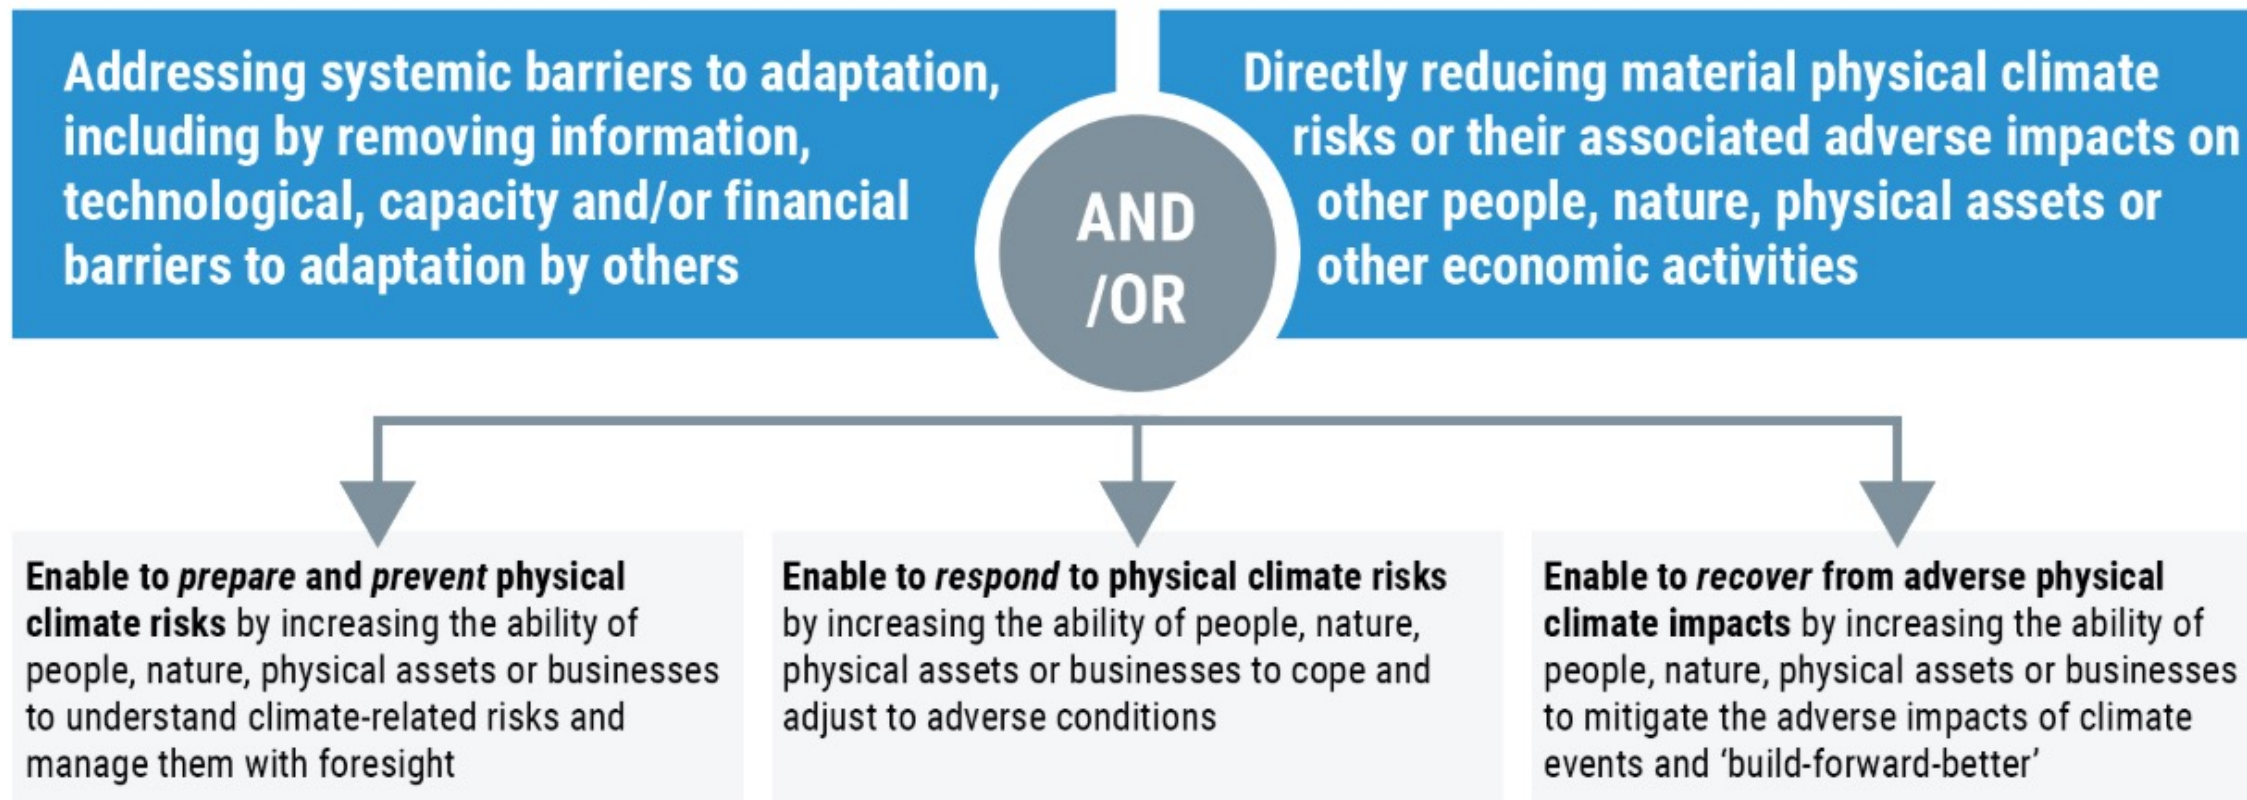 Addressing systemic barriers to adaptation,
including by removing information,
technological, capacity and/or financial
barriers to adaptation by others
AND
/OR
Directly reducing material physical climate
risks or their associated adverse impacts on
other people, nature, physical assets or
other economic activities
Enable to prepare and prevent physical
climate risks by increasing the ability of
people, nature, physical assets or businesses
to understand climate-related risks and
manage them with foresight
Enable to respond to physical climate risks
by increasing the ability of people, nature,
physical assets or businesses to cope and
adjust to adverse conditions
Enable to recover from adverse physical
climate impacts by increasing the ability of
people, nature, physical assets or businesses
to mitigate the adverse impacts of climate
events and ‘build-forward-better’